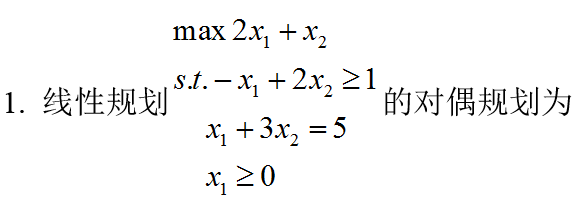 max 2x₁ + x₂
1. 线性规划 s.t. − x₁ + 2x₂ ≥ 1 的对偶规划为
x₁ + 3x₂ = 5
x₁ ≥ 0